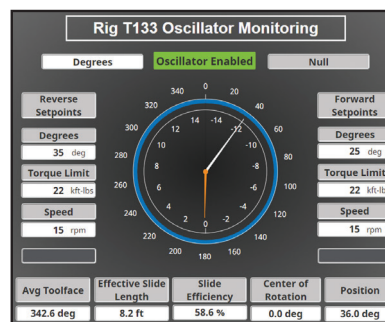 Rig T133 Oscillator Monitoring
Degrees
Oscillator Enabled
Null
Reverse
Setpoints
Degrees
35 deg
Torque Limit
22 kft-lbs
Speed
15 rpm
0
20
40
60
80
100
120
140
160
180
200
220
240
260
280
300
320
340
14
-14
-12
-10
-8
-6
-4
-2
0
2
4
6
8
10
12
Forward
Setpoints
Degrees
25 deg
Torque Limit
22 kft-lb
Speed
15 rpm
Avg Toolface
342.6 deg
Effective Slide
Length
8.2 ft
Slide
Efficiency
58.6 %
Center of
Rotation
0.0 deg
Position
36.0 deg